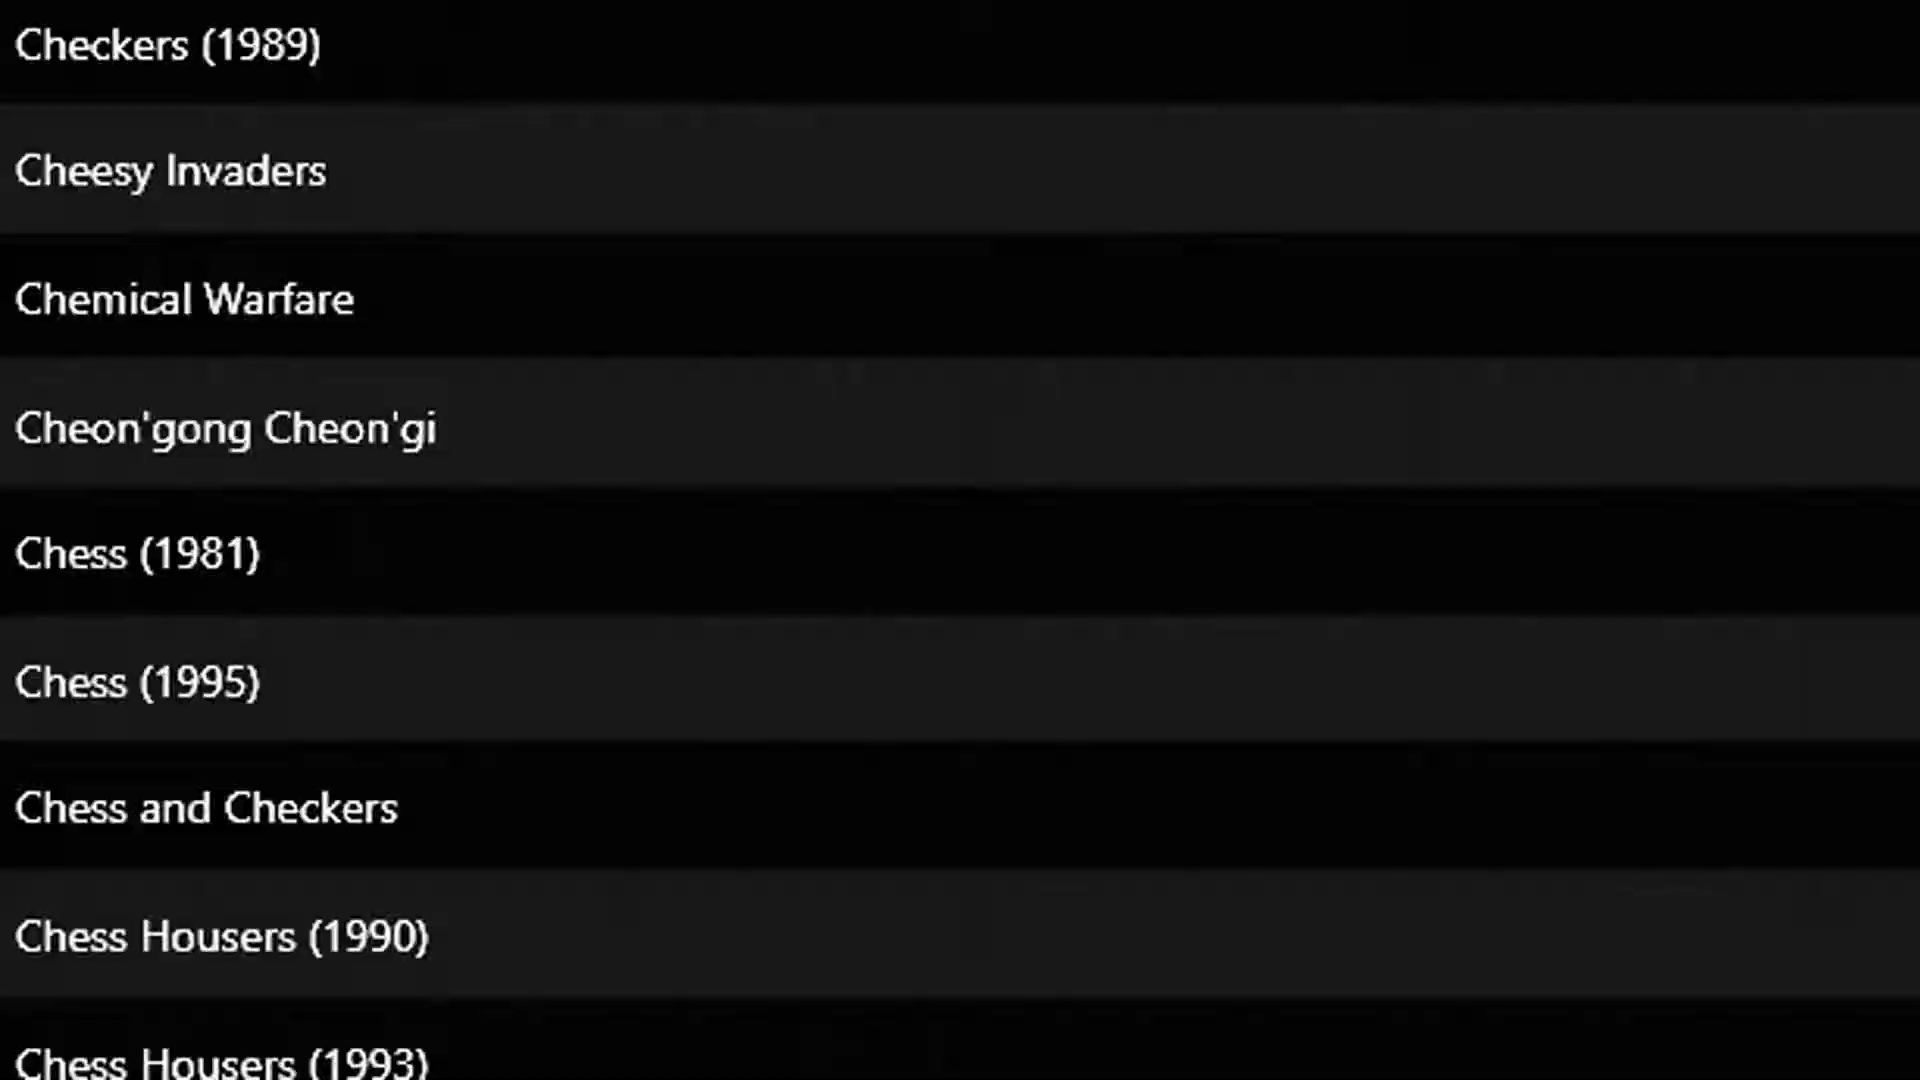 Checkers (1989)
Cheesy Invaders
Chemical Warfare
Cheon'gong Cheon'gi
Chess (1981)
Chess (1995)
Chess and Checkers
Chess Housers (1990)
Chess Housers (1993)